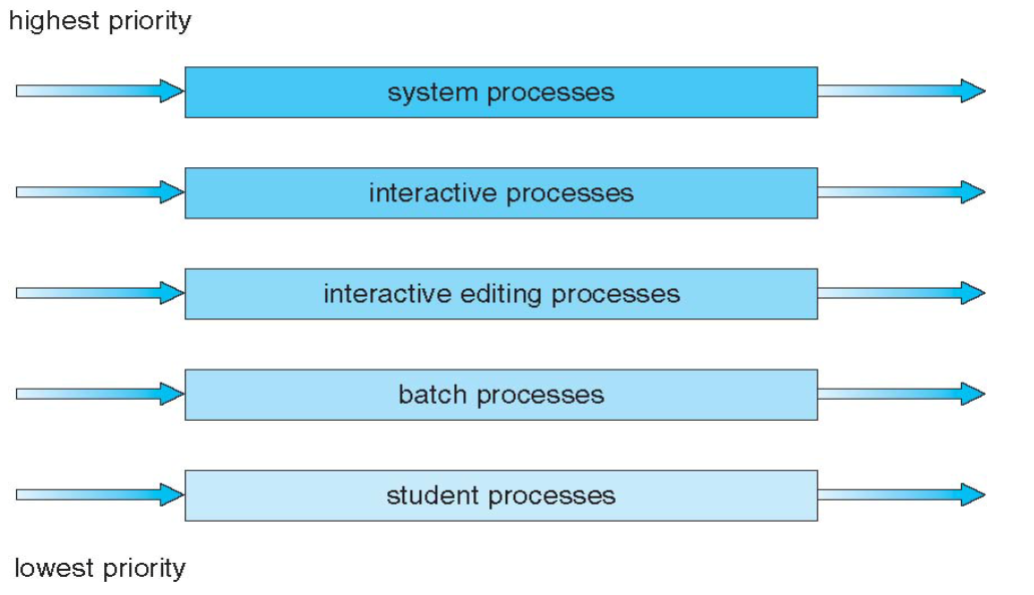 highest priority
system processes
interactive processes
interactive editing processes
batch processes
student processes
lowest priority